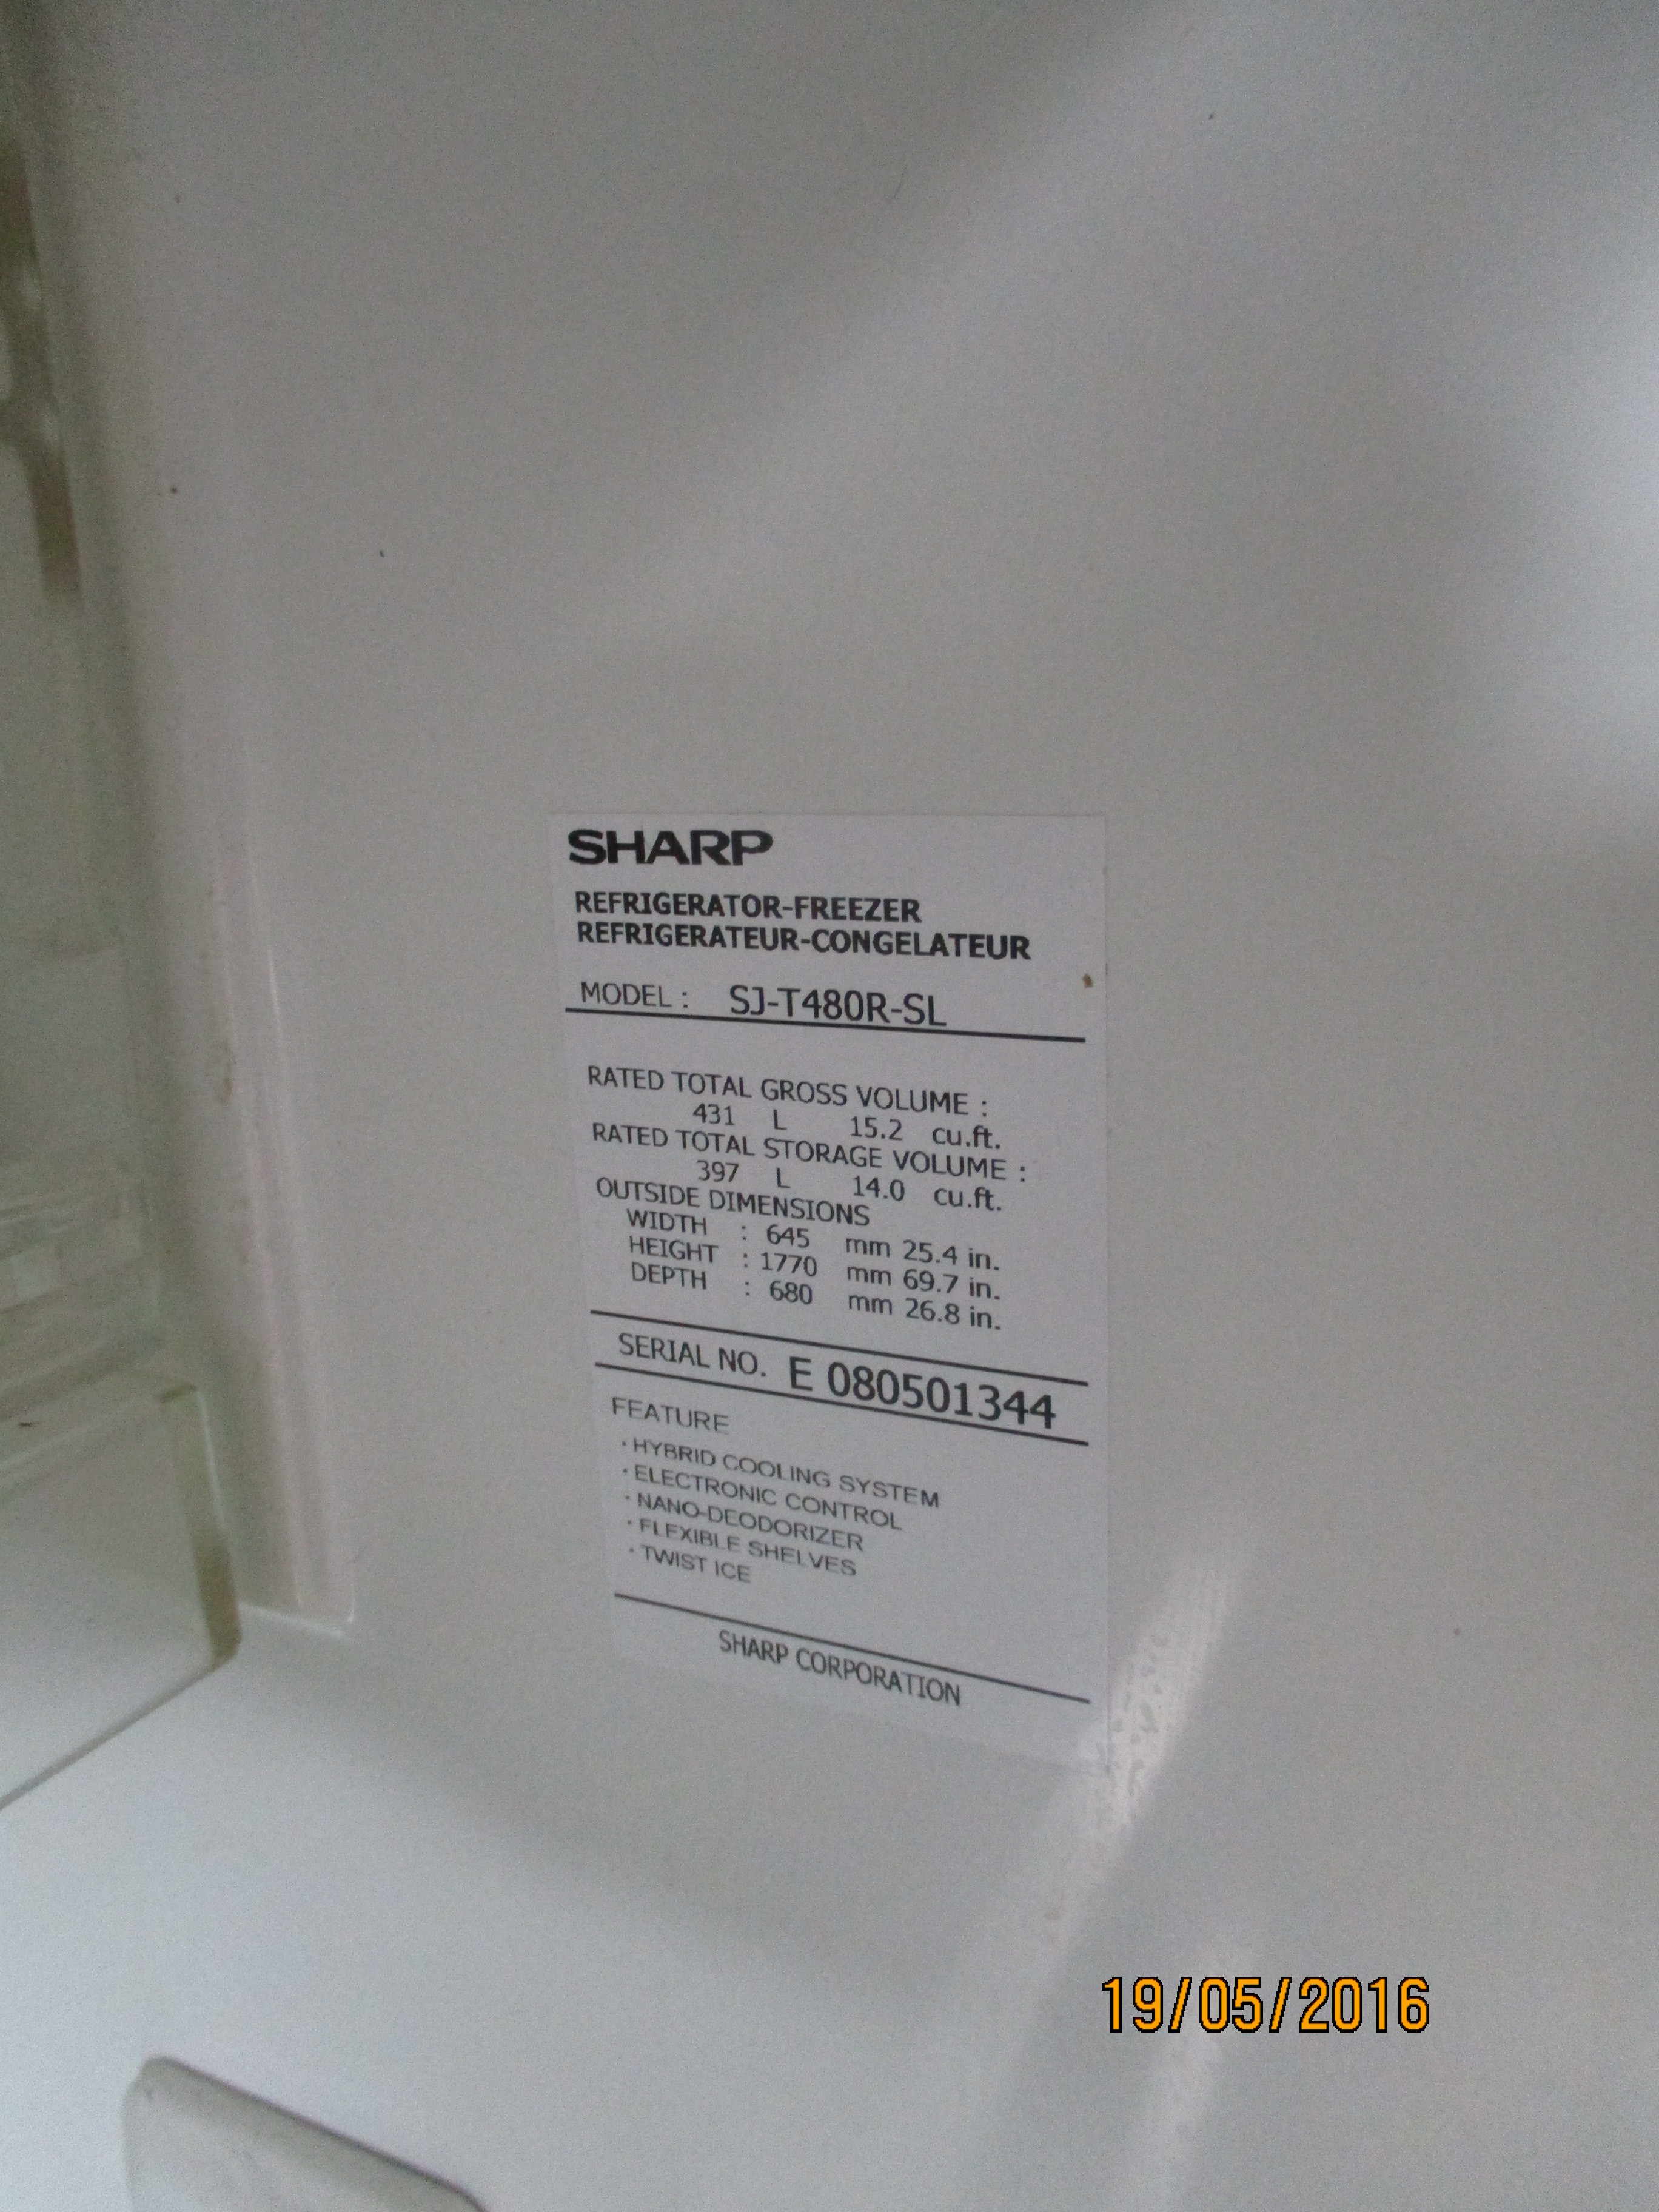 SHARP
REFRIGERATOR-FREEZER
REFRIGERATEUR-CONGELATEUR
MODEL : SJ-T480R-SL
RATED TOTAL GROSS VOLUME :
431 L 15.2 cu.ft.
RATED TOTAL STORAGE VOLUME :
397 L 14.0 cu.ft.
OUTSIDE DIMENSIONS
WIDTH : 645 mm 25.4 in.
HEIGHT : 1770 mm 69.7 in.
DEPTH : 680 mm 26.8 in.
SERIAL NO. E 080501344
FEATURE
· HYBRID COOLING SYSTEM
· ELECTRONIC CONTROL
· NANO-DEODORIZER
· FLEXIBLE SHELVES
· TWIST ICE
SHARP CORPORATION
19/05/2016